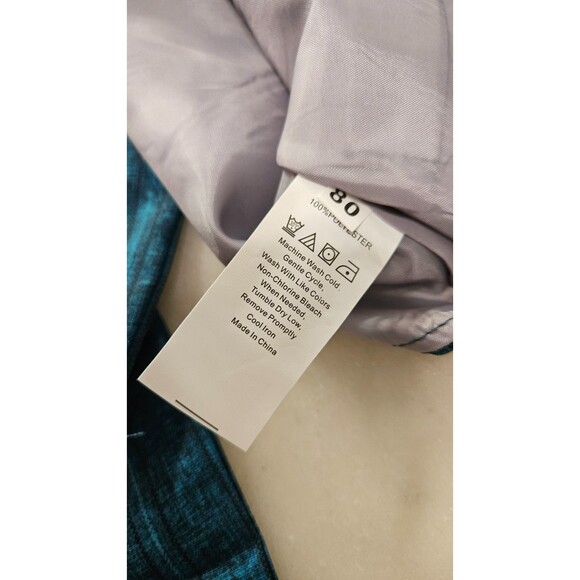 80
100%POLYESTER
Machine Wash Cold
Gentle Cycle,
Wash With Like Colors
Non-Chlorine Bleach
When Needed.
Tumble Dry Low,
Remove Promptly
Cool Iron
Made In China